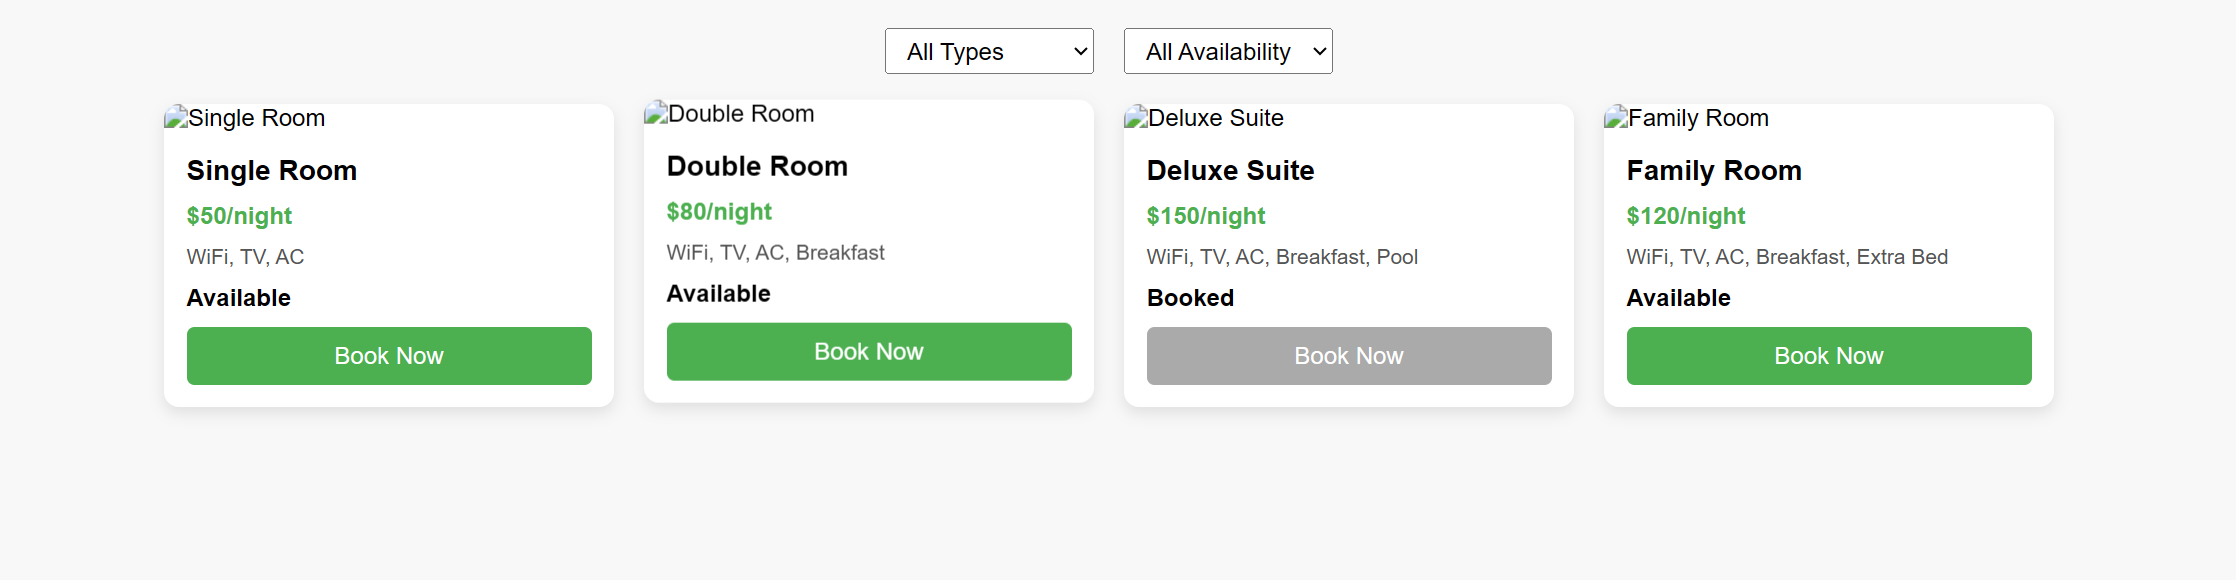 All Types
All Availability
Single Room
Single Room
$50/night
WiFi, TV, AC
Available
Book Now
Double Room
Double Room
$80/night
WiFi, TV, AC, Breakfast
Available
Book Now
Deluxe Suite
Deluxe Suite
$150/night
WiFi, TV, AC, Breakfast, Pool
Booked
Book Now
Family Room
Family Room
$120/night
WiFi, TV, AC, Breakfast, Extra Bed
Available
Book Now